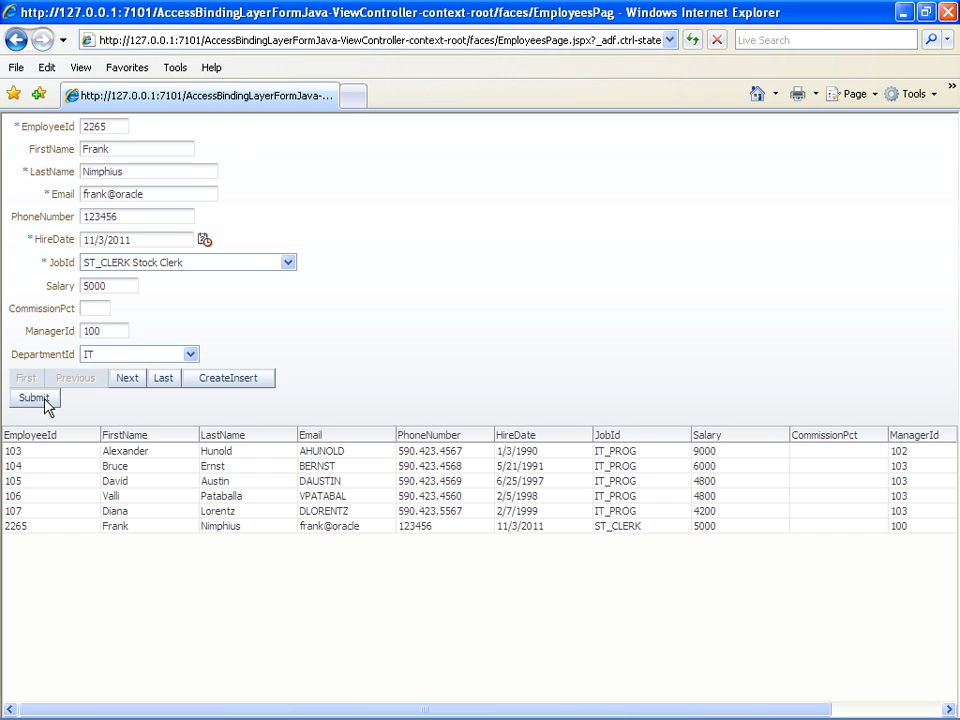 http://127.0.0.1:7101/AccessBindingLayerFormJava-ViewController-context-root/faces/EmployeesPag - Windows Internet Explorer
http://127.0.0.1:7101/AccessBindingLayerFormJava-ViewController-context-root/faces/EmployeesPage.jspx?_adf.ctrl-state Live Search
File Edit View Favorites Tools Help
http://127.0.0.1:7101/AccessBindingLayerFormJava-... Page Tools
* EmployeeId 2265
FirstName Frank
* LastName Nimphius
* Email frank@oracle
PhoneNumber 123456
* HireDate 11/3/2011
* JobId ST_CLERK Stock Clerk
Salary 5000
CommissionPct
ManagerId 100
DepartmentId IT
First Previous Next Last CreateInsert
Submit
EmployeeId FirstName LastName Email PhoneNumber HireDate JobId Salary CommissionPct ManagerId
103 Alexander Hunold AHUNOLD 590.423.4567 1/3/1990 IT_PROG 9000 102
104 Bruce Ernst BERNST 590.423.4568 5/21/1991 IT_PROG 6000 103
105 David Austin DAUSTIN 590.423.4569 6/25/1997 IT_PROG 4800 103
106 Valli Pataballa VPATABAL 590.423.4560 2/5/1998 IT_PROG 4800 103
107 Diana Lorentz DLORENTZ 590.423.5567 2/7/1999 IT_PROG 4200 103
2265 Frank Nimphius frank@oracle 123456 11/3/2011 ST_CLERK 5000 100